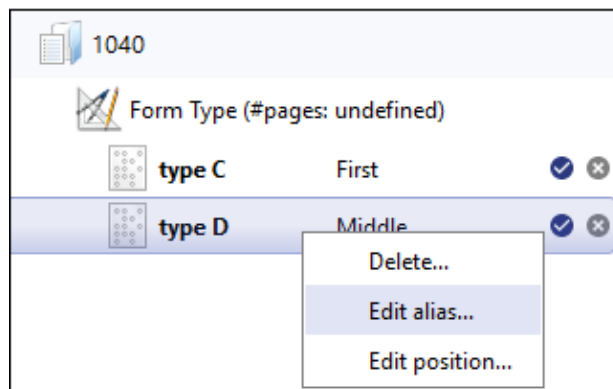 1040
Form Type (#pages: undefined)
type C First
type D Middle
Delete...
Edit alias...
Edit position...